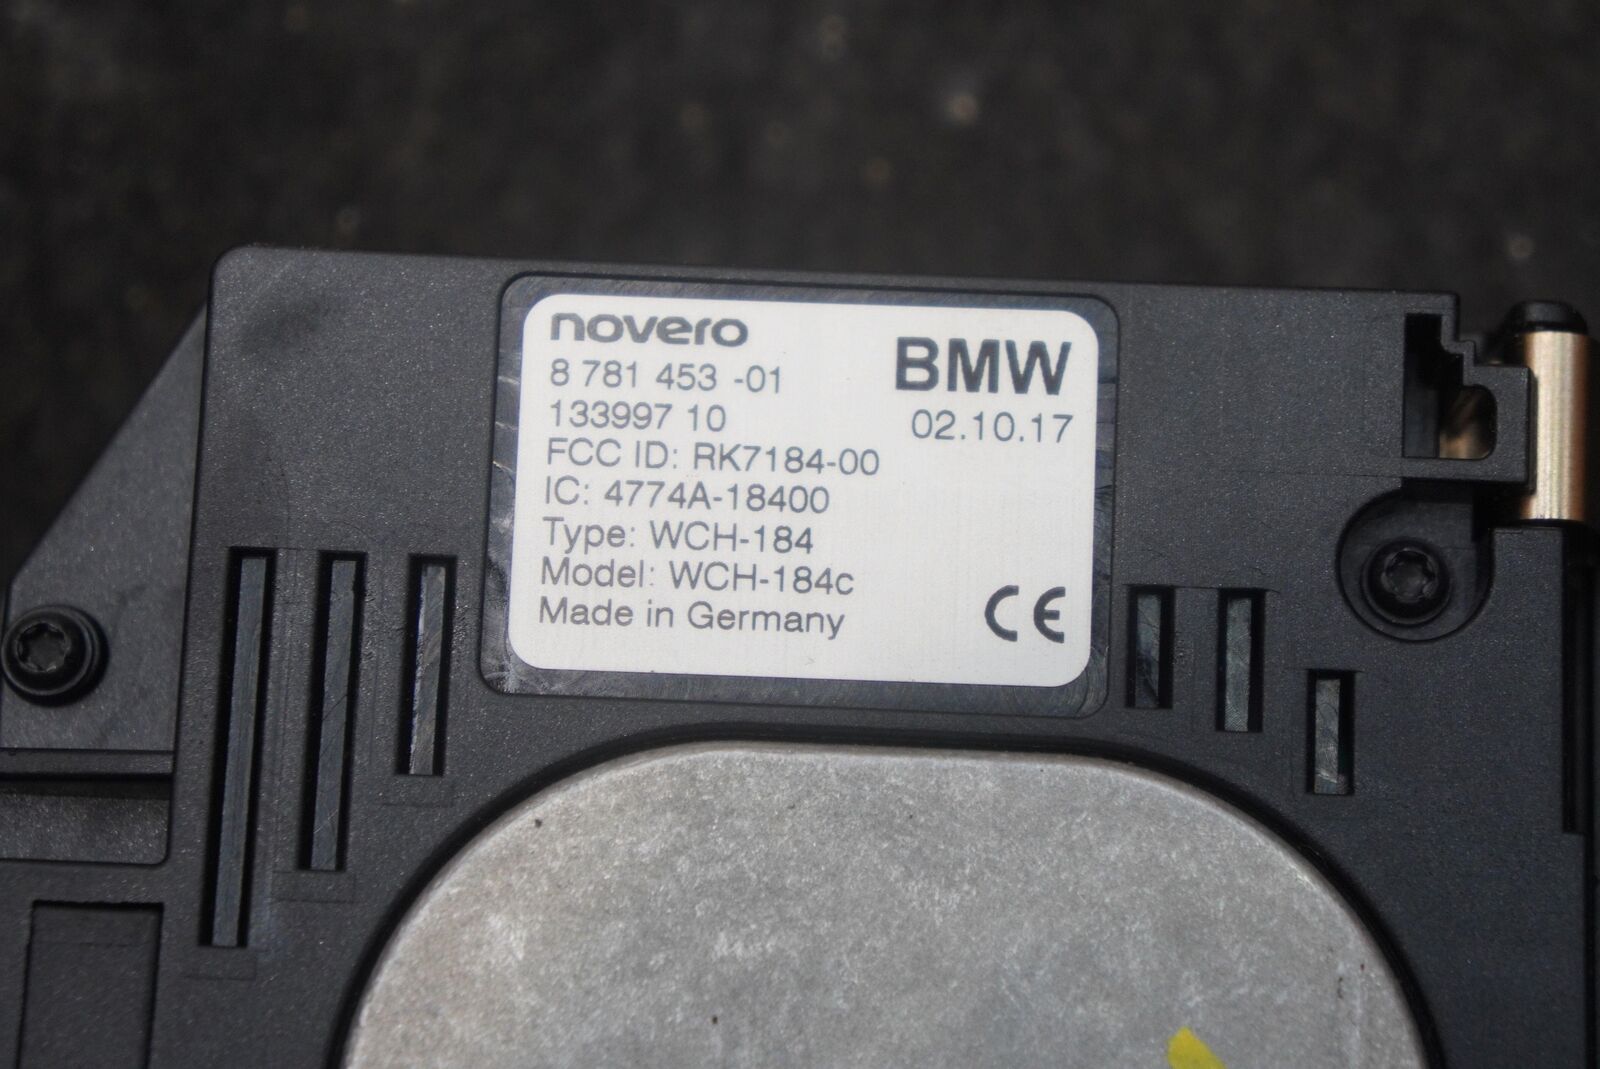 novero
BMW
8 781 453 -01
133997 10
02.10.17
FCC ID: RK7184-00
IC: 4774A-18400
Type: WCH-184
Model: WCH-184c
Made in Germany
CE